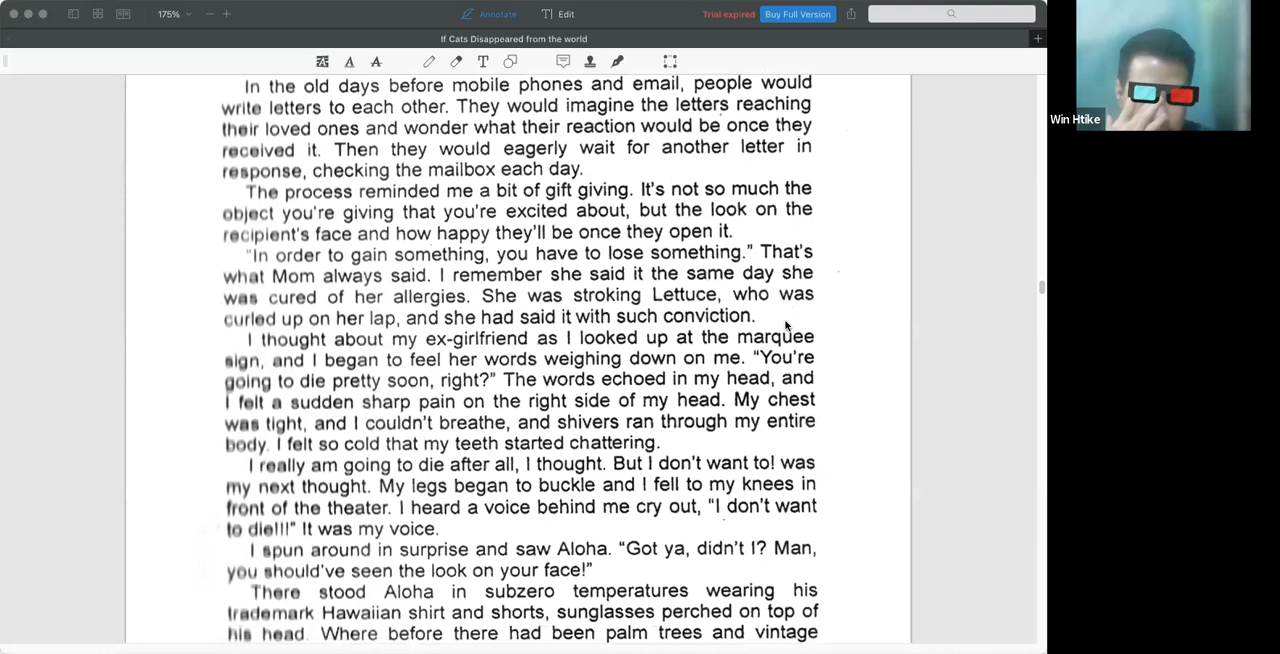 175%
Annotate
Edit
Trial expired
Buy Full Version
If Cats Disappeared from the world
Win Htike
In the old days before mobile phones and email, people would
write letters to each other. They would imagine the letters reaching
their loved ones and wonder what their reaction would be once they
received it. Then they would eagerly wait for another letter in
response, checking the mailbox each day.
The process reminded me a bit of gift giving. It's not so much the
object you're giving that you're excited about, but the look on the
recipient's face and how happy they'll be once they open it.
"In order to gain something, you have to lose something." That's
what Mom always said. I remember she said it the same day she
was cured of her allergies. She was stroking Lettuce, who was
curled up on her lap, and she had said it with such conviction.
I thought about my ex-girlfriend as I looked up at the marquee
sign, and I began to feel her words weighing down on me. "You're
going to die pretty soon, right?" The words echoed in my head, and
I felt a sudden sharp pain on the right side of my head. My chest
was tight, and I couldn't breathe, and shivers ran through my entire
body. I felt so cold that my teeth started chattering.
I really am going to die after all, I thought. But I don't want to! was
my next thought. My legs began to buckle and I fell to my knees in
front of the theater. I heard a voice behind me cry out, "I don't want
to die!!!" It was my voice.
I spun around in surprise and saw Aloha. "Got ya, didn't I? Man,
you should've seen the look on your face!"
There stood Aloha in subzero temperatures wearing his
trademark Hawaiian shirt and shorts, sunglasses perched on top of
his head. Where before there had been palm trees and vintage